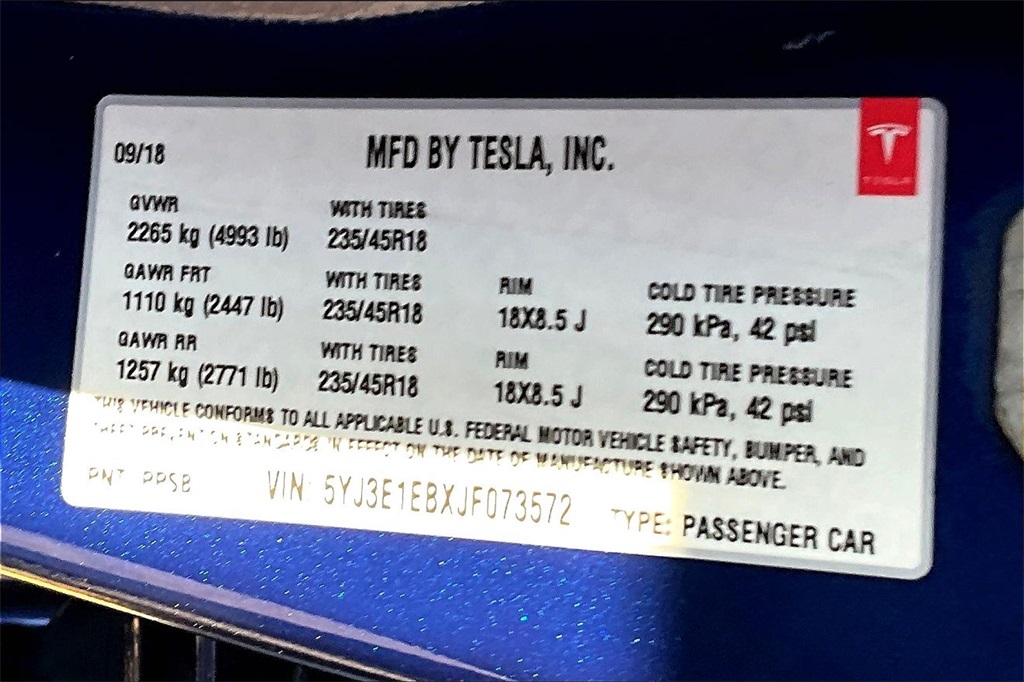 09/18 MFD BY TESLA, INC.
TESLA
GVWR WITH TIRES
2265 kg (4993 lb) 235/45R18
GAWR FRT WITH TIRES RIM COLD TIRE PRESSURE
1110 kg (2447 lb) 235/45R18 18X8.5 J 290 kPa, 42 psi
GAWR RR WITH TIRES RIM COLD TIRE PRESSURE
1257 kg (2771 lb) 235/45R18 18X8.5 J 290 kPa, 42 psi
THIS VEHICLE CONFORMS TO ALL APPLICABLE U.S. FEDERAL MOTOR VEHICLE SAFETY, BUMPER, AND
THEFT PREVENTION STANDARDS IN EFFECT ON THE DATE OF MANUFACTURE SHOWN ABOVE.
PNT PPSB VIN: 5YJ3E1EBXJF073572 TYPE: PASSENGER CAR